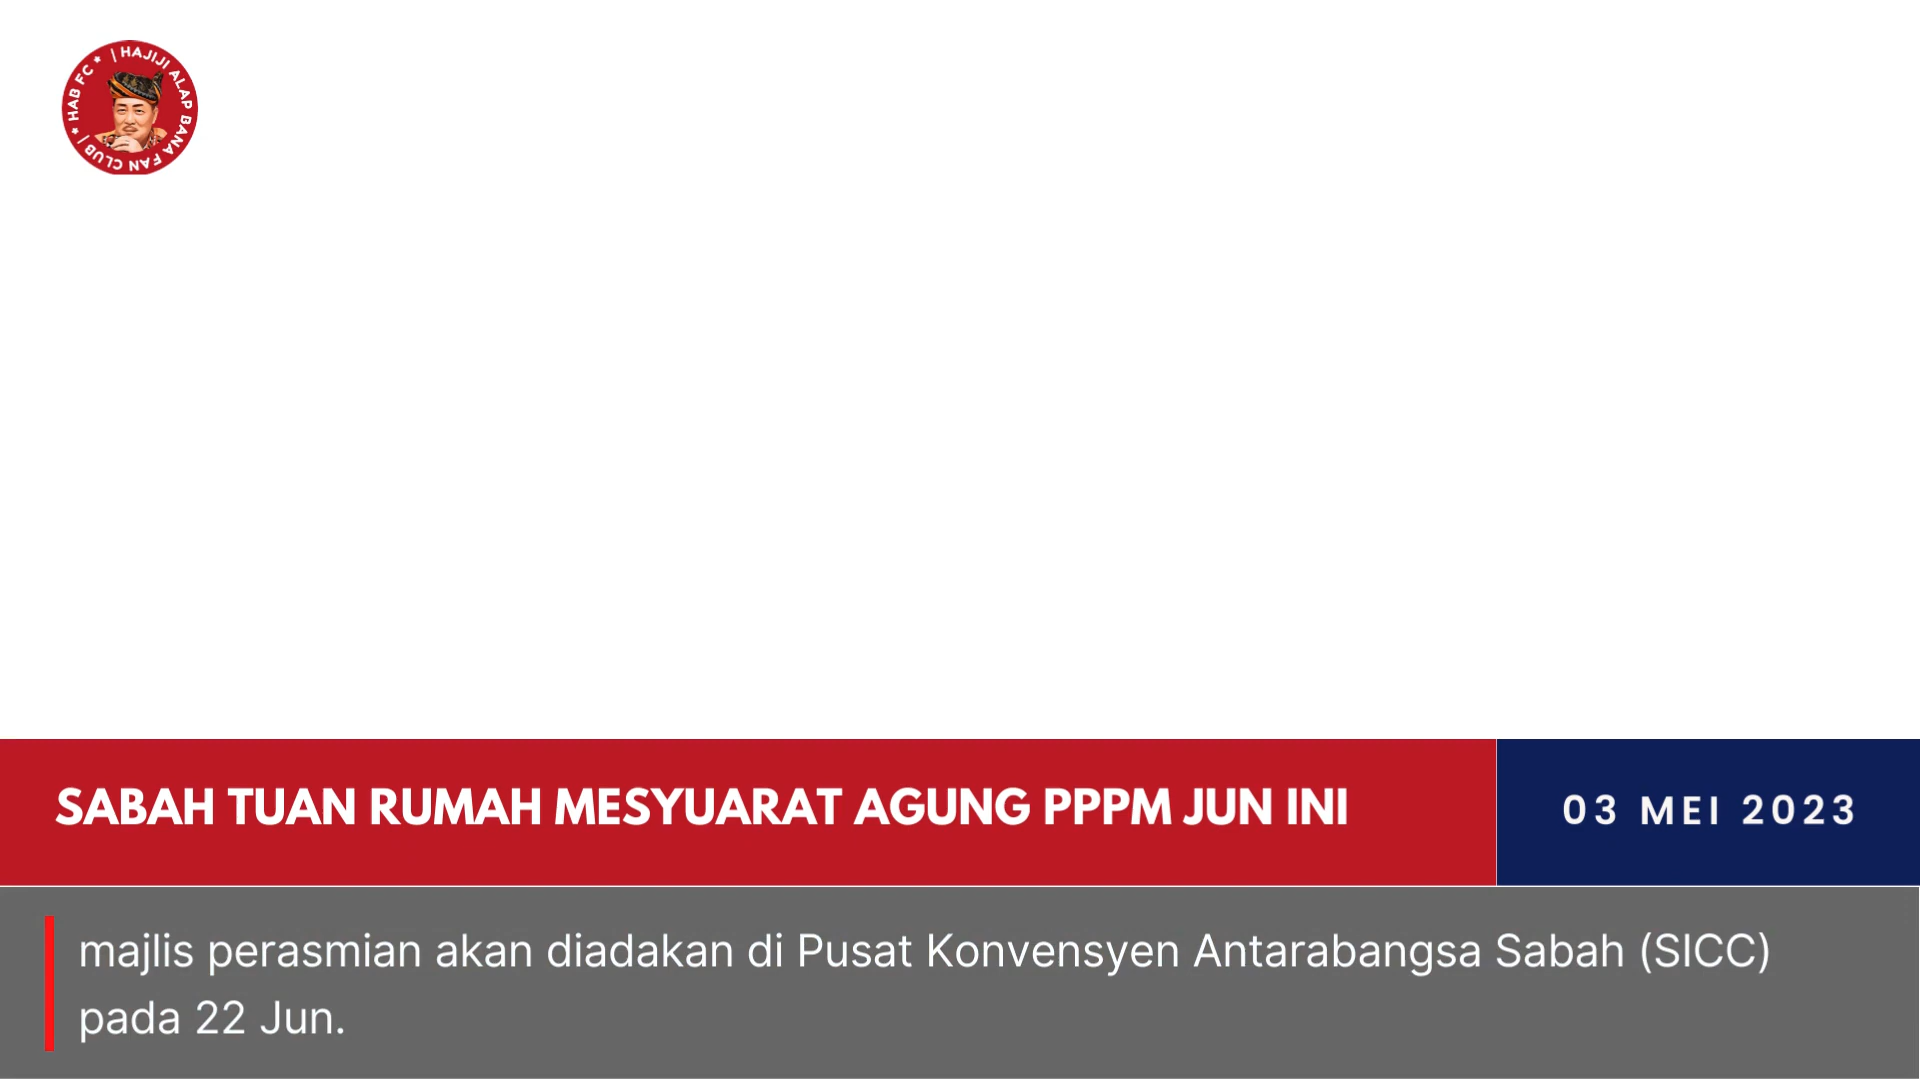 | HAJIJI ALAP BANA FAN CLUB | * HAB FC *
SABAH TUAN RUMAH MESYUARAT AGUNG PPPM JUN INI
03 MEI 2023
majlis perasmian akan diadakan di Pusat Konvensyen Antarabangsa Sabah (SICC)
pada 22 Jun.